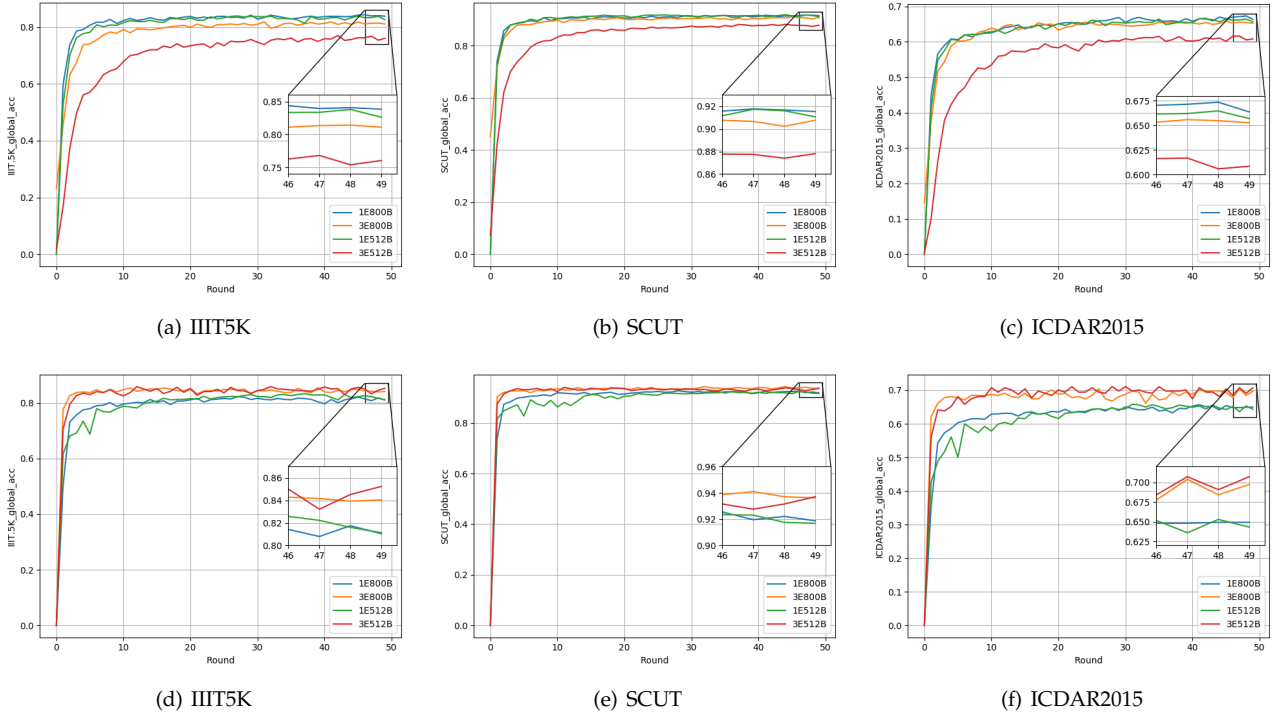 IIIT5K_global_acc
0.8
0.6
0.4
0.2
0.0
0.85
0.80
0.75
46 47 48 49
1E800B
3E800B
1E512B
3E512B
0 10 20 30 40 50
Round
(a) IIIT5K
SCUT_global_acc
0.8
0.6
0.4
0.2
0.0
0.92
0.90
0.88
0.86
46 47 48 49
1E800B
3E800B
1E512B
3E512B
0 10 20 30 40 50
Round
(b) SCUT
ICDAR2015_global_acc
0.7
0.6
0.5
0.4
0.3
0.2
0.1
0.0
0.675
0.650
0.625
0.600
46 47 48 49
1E800B
3E800B
1E512B
3E512B
0 10 20 30 40 50
Round
(c) ICDAR2015
IIIT5K_global_acc
0.8
0.6
0.4
0.2
0.0
0.86
0.84
0.82
0.80
46 47 48 49
1E800B
3E800B
1E512B
3E512B
0 10 20 30 40 50
Round
(d) IIIT5K
SCUT_global_acc
0.8
0.6
0.4
0.2
0.0
0.96
0.94
0.92
0.90
46 47 48 49
1E800B
3E800B
1E512B
3E512B
0 10 20 30 40 50
Round
(e) SCUT
ICDAR2015_global_acc
0.7
0.6
0.5
0.4
0.3
0.2
0.1
0.0
0.700
0.675
0.650
0.625
46 47 48 49
1E800B
3E800B
1E512B
3E512B
0 10 20 30 40 50
Round
(f) ICDAR2015